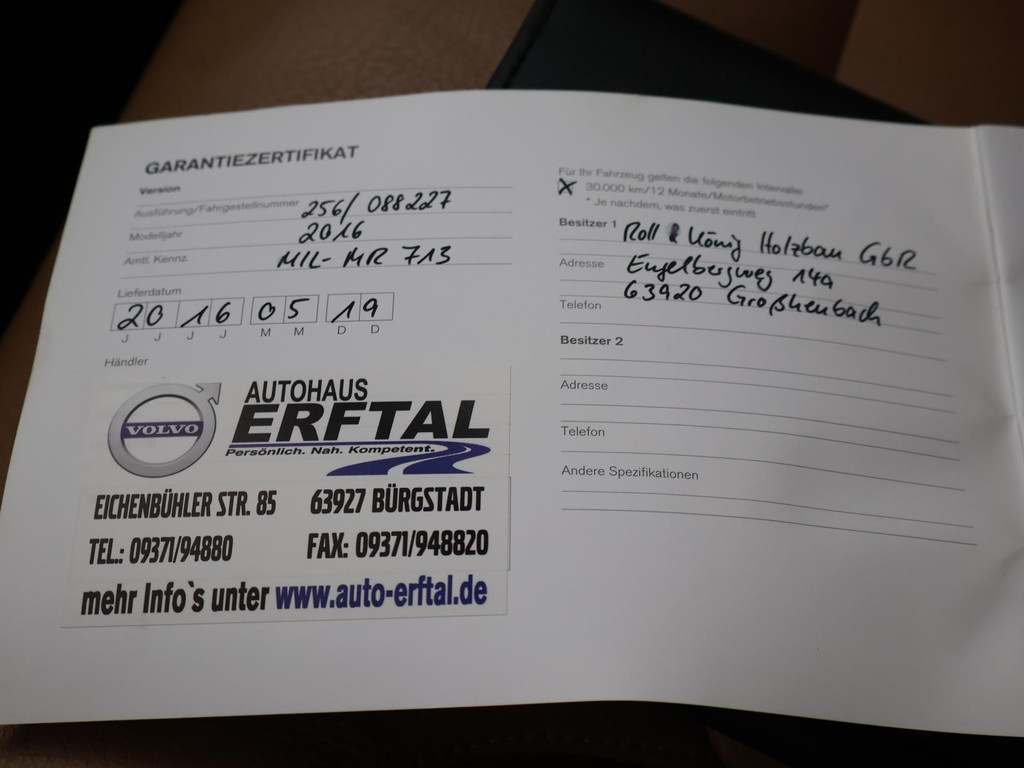 GARANTIEZERTIFIKAT
Version
Ausführung/Fahrgestellnummer 256/ 088227
Modelljahr 2016
Amtl. Kennz. MIL-MR 713
Lieferdatum
20 16 05 19
J J J J M M D D
Händler
VOLVO
AUTOHAUS
ERFTAL
Persönlich. Nah. Kompetent.
EICHENBÜHLER STR. 85 63927 BÜRGSTADT
TEL.: 09371/94880 FAX: 09371/948820
mehr Info`s unter www.auto-erftal.de
Für Ihr Fahrzeug gelten die folgenden Intervalle:
X 30.000 km/12 Monate/Motorbetriebsstunden*
* Je nachdem, was zuerst eintritt
Besitzer 1 Roll & König Holzbau GbR
Adresse Engelbergweg 14a
63920 Großheubach
Telefon
Besitzer 2
Adresse
Telefon
Andere Spezifikationen